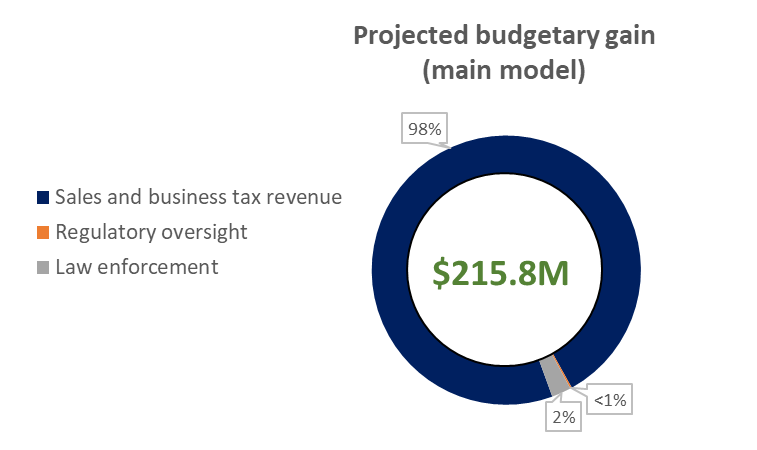 Projected budgetary gain
(main model)
98%
Sales and business tax revenue
Regulatory oversight
Law enforcement
$215.8M
<1%
2%